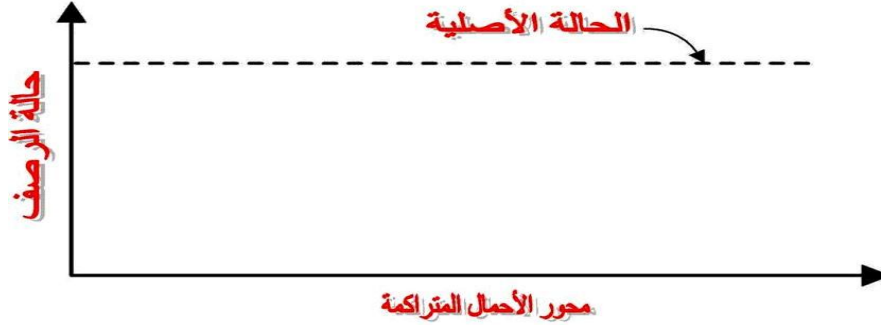 الحالة الأصلية
حالة الرصف
محور الأحمال المتراكمة